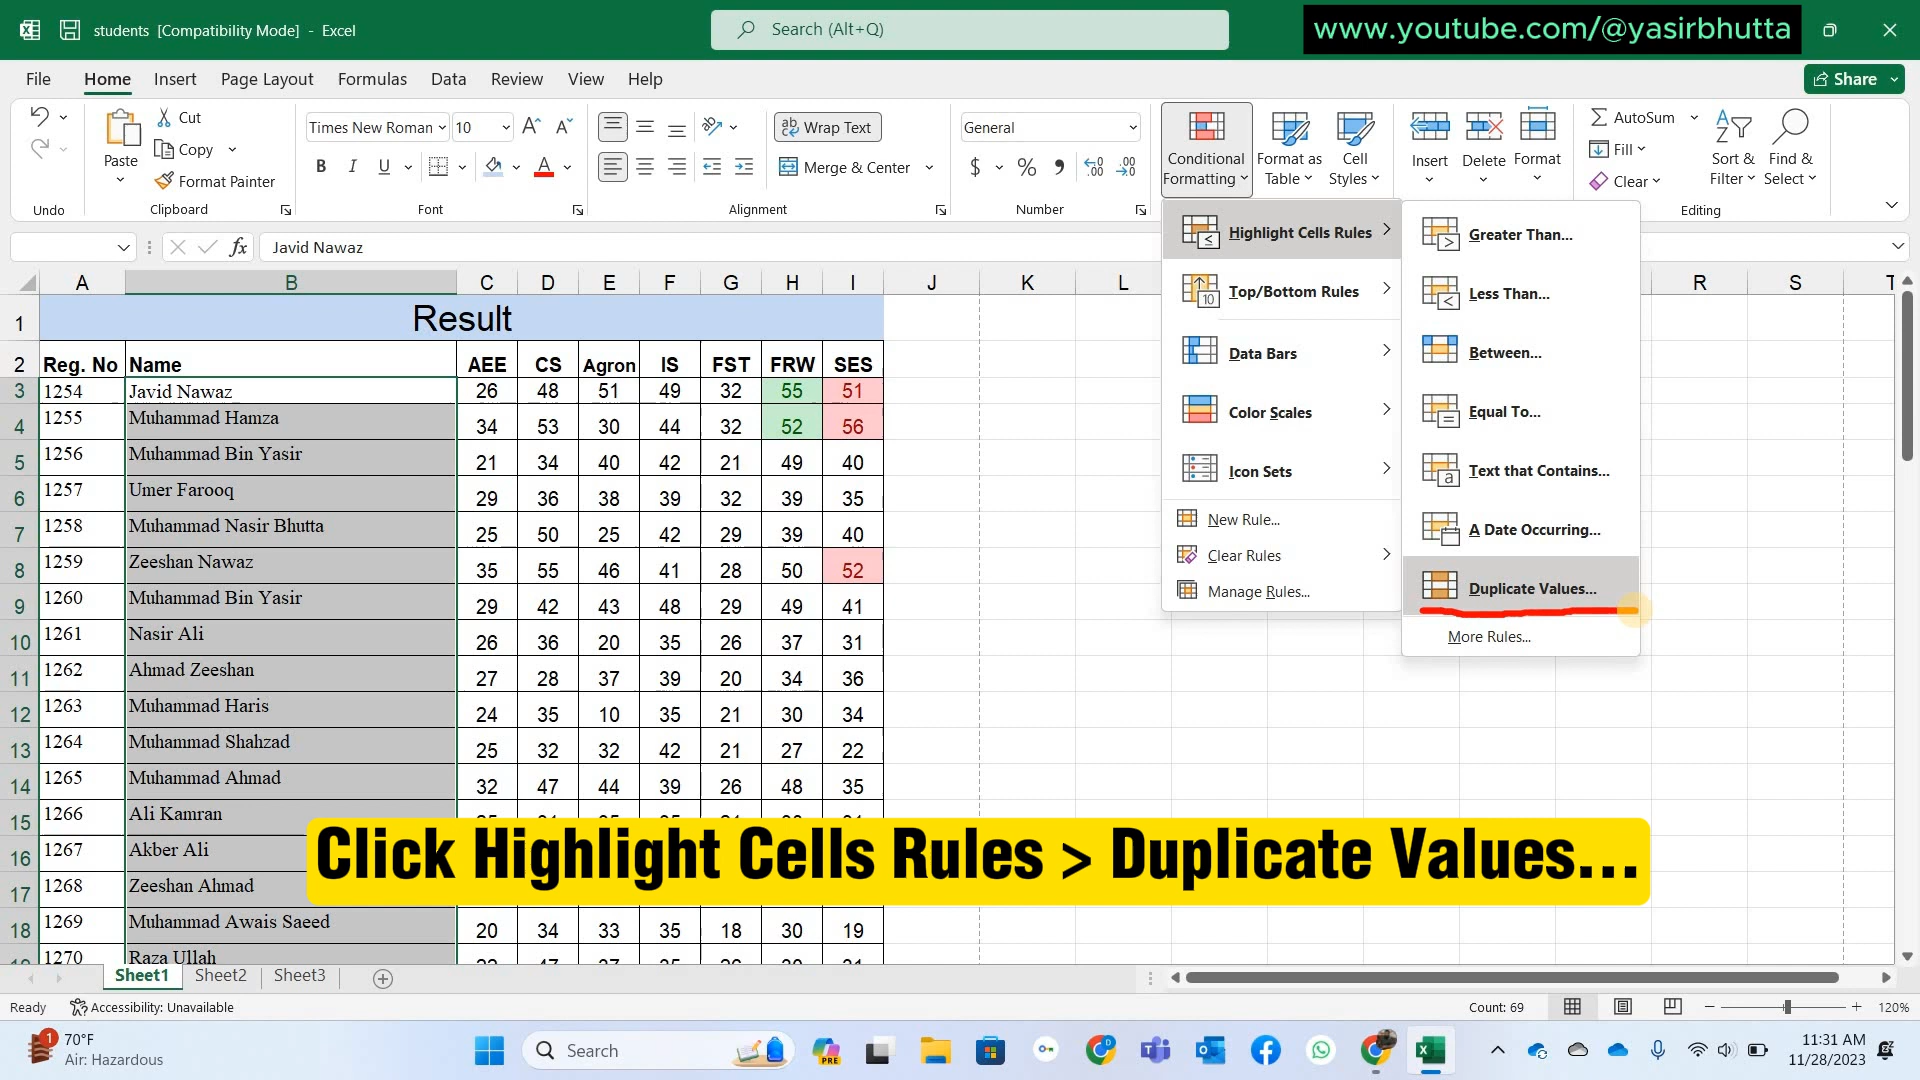 students [Compatibility Mode] - Excel
Search (Alt+Q)
www.youtube.com/@yasirbhutta
File Home Insert Page Layout Formulas Data Review View Help
Share
Paste
Cut
Copy
Format Painter
Times New Roman 10
B I U
Wrap Text
Merge & Center
General
$ % ,
Conditional Formatting
Format as Table
Cell Styles
Insert Delete Format
AutoSum
Fill
Clear
Sort & Filter
Find & Select
Undo Clipboard Font Alignment Number Editing
fx Javid Nawaz
Highlight Cells Rules
Top/Bottom Rules
Data Bars
Color Scales
Icon Sets
New Rule...
Clear Rules
Manage Rules...
Greater Than...
Less Than...
Between...
Equal To...
Text that Contains...
A Date Occurring...
Duplicate Values...
More Rules...
A B C D E F G H I J K L R S T
1 Result
2 Reg. No Name AEE CS Agron IS FST FRW SES
3 1254 Javid Nawaz 26 48 51 49 32 55 51
4 1255 Muhammad Hamza 34 53 30 44 32 52 56
5 1256 Muhammad Bin Yasir 21 34 40 42 21 49 40
6 1257 Umer Farooq 29 36 38 39 32 39 35
7 1258 Muhammad Nasir Bhutta 25 50 25 42 29 39 40
8 1259 Zeeshan Nawaz 35 55 46 41 28 50 52
9 1260 Muhammad Bin Yasir 29 42 43 48 29 49 41
10 1261 Nasir Ali 26 36 20 35 26 37 31
11 1262 Ahmad Zeeshan 27 28 37 39 20 34 36
12 1263 Muhammad Haris 24 35 10 35 21 30 34
13 1264 Muhammad Shahzad 25 32 32 42 21 27 22
14 1265 Muhammad Ahmad 32 47 44 39 26 48 35
15 1266 Ali Kamran
16 1267 Akber Ali
17 1268 Zeeshan Ahmad
Click Highlight Cells Rules > Duplicate Values...
18 1269 Muhammad Awais Saeed 20 34 33 35 18 30 19
1270 Raza Ullah
Sheet1 Sheet2 Sheet3
Ready Accessibility: Unavailable
Count: 69
120%
1
70°F
Air: Hazardous
Search
PRE
11:31 AM
11/28/2023